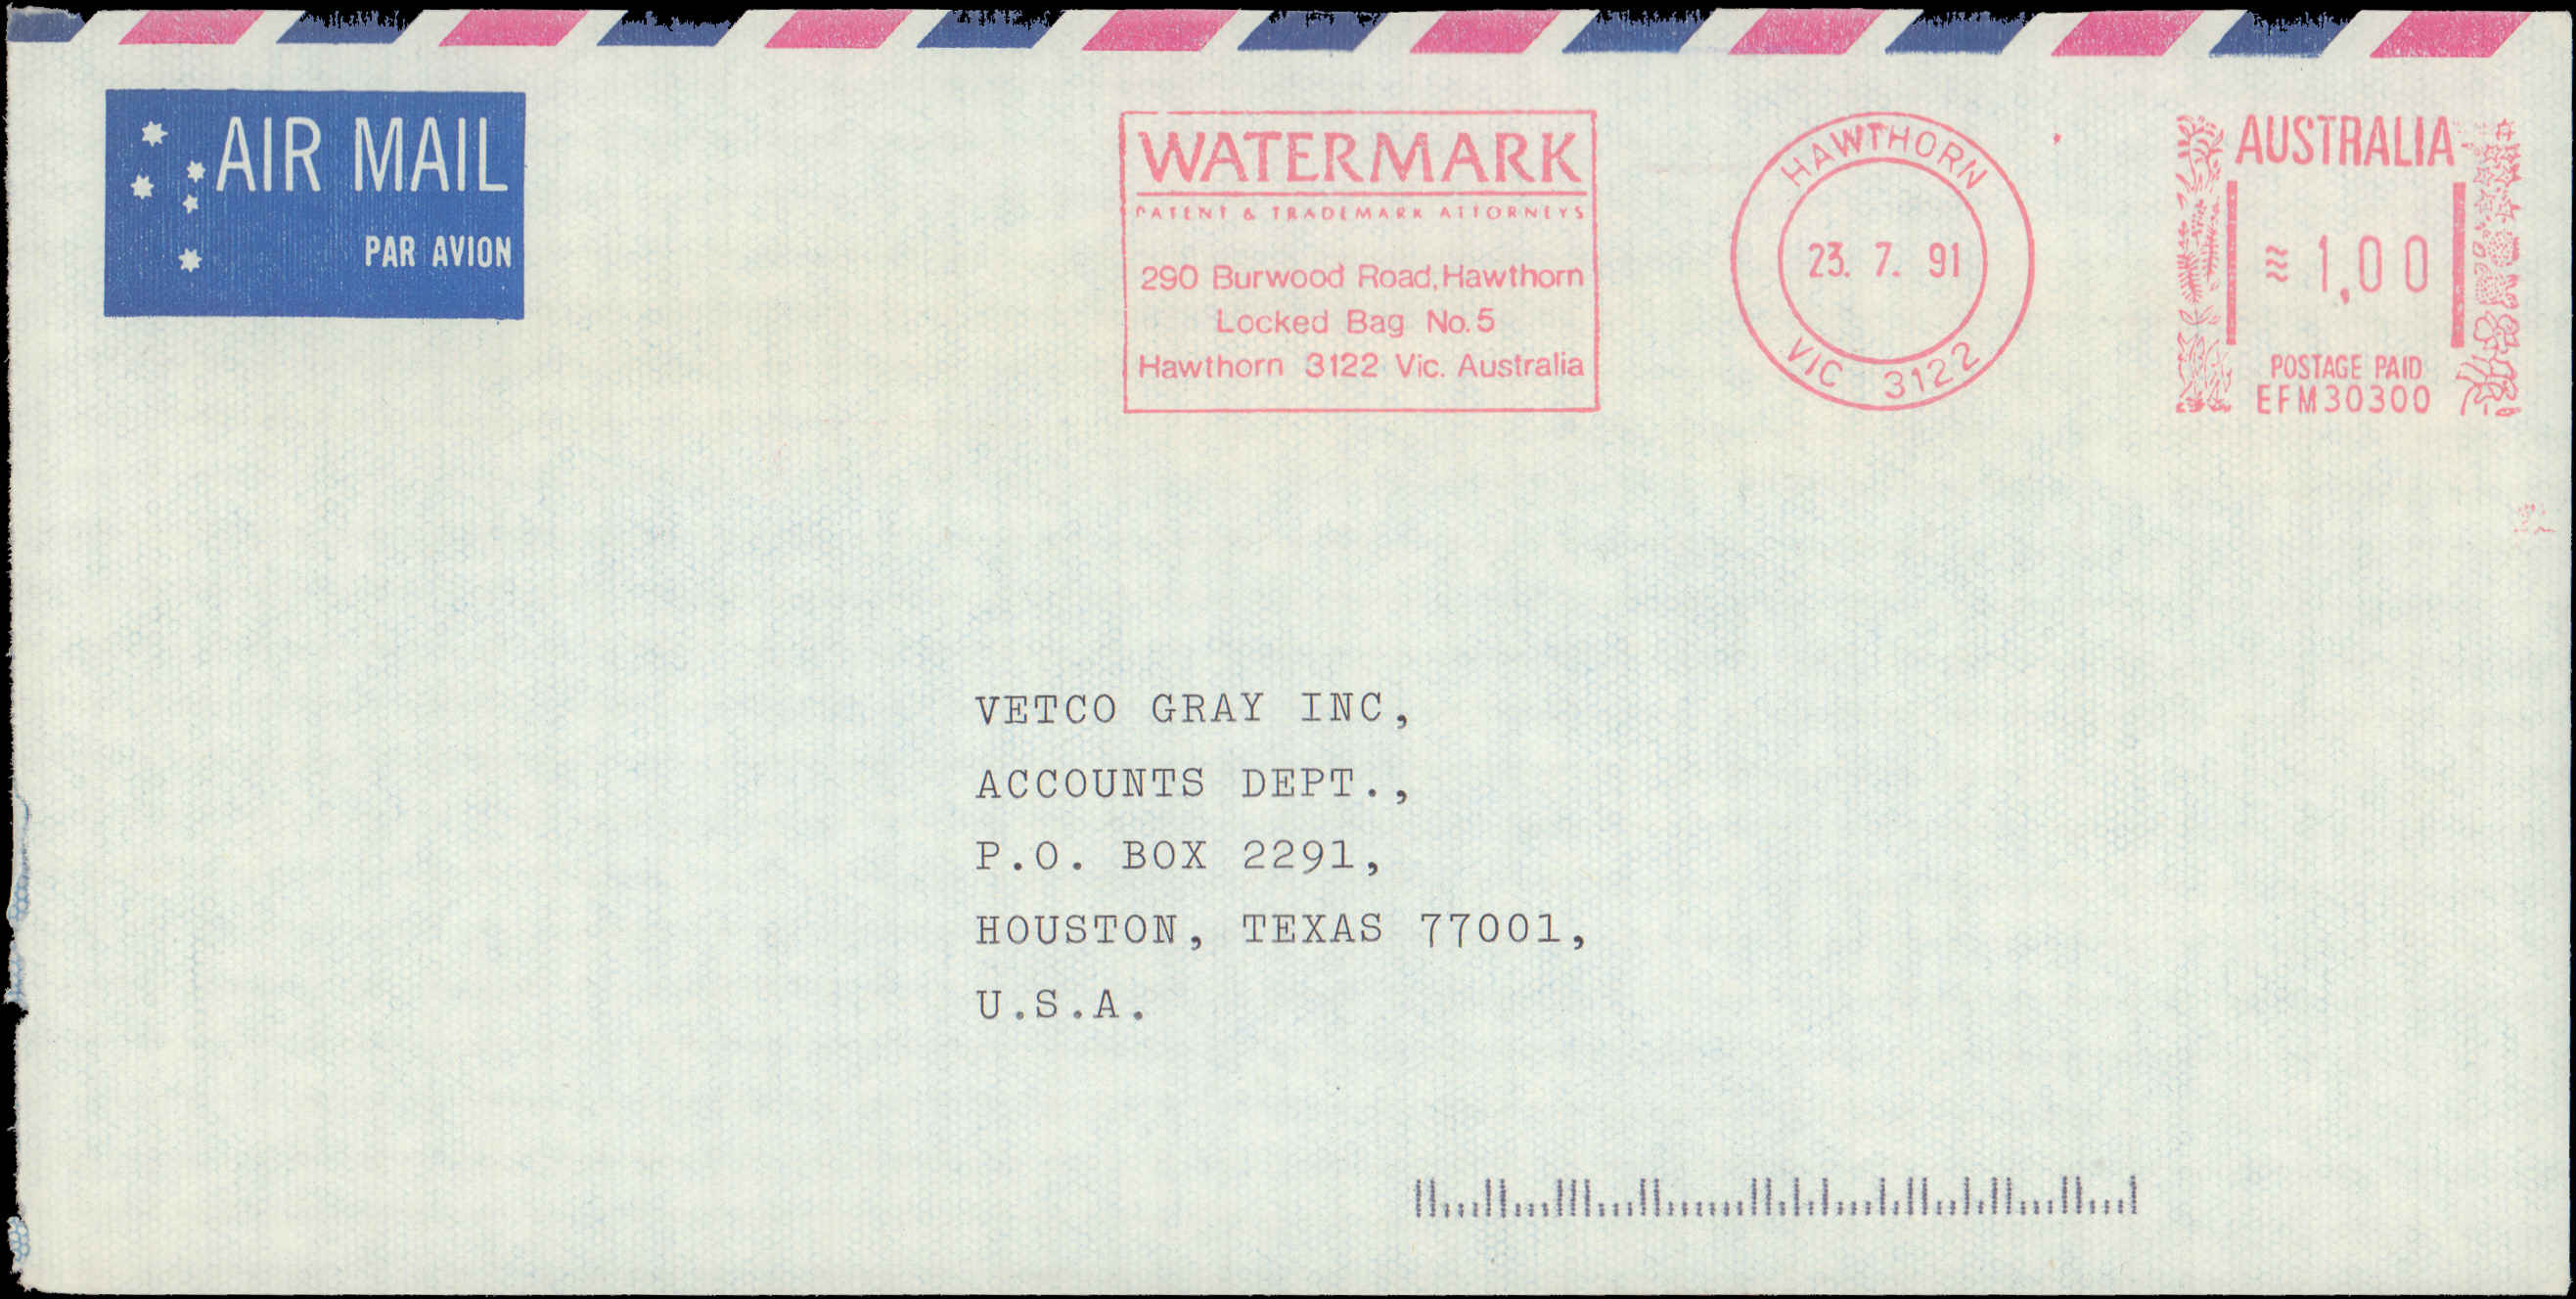 AIR MAIL
PAR AVION
WATERMARK
PATENT & TRADEMARK ATTORNEYS
290 Burwood Road, Hawthorn
Locked Bag No. 5
Hawthorn 3122 Vic. Australia
HAWTHORN
23. 7. 91
VIC 3122
AUSTRALIA
≋ 1,00
POSTAGE PAID
EFM30300
VETCO GRAY INC,
ACCOUNTS DEPT.,
P.O. BOX 2291,
HOUSTON, TEXAS 77001,
U.S.A.